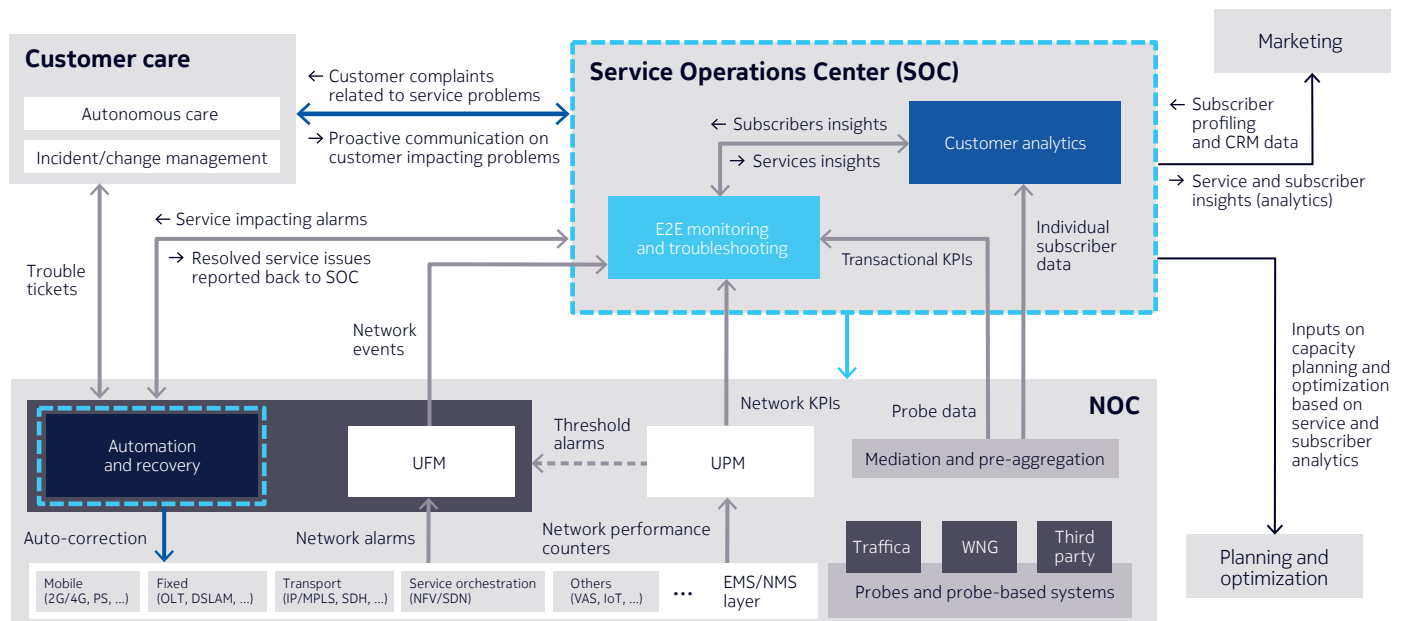 Customer care
Autonomous care
Incident/change management
← Customer complaints
related to service problems
→ Proactive communication on
customer impacting problems
Service Operations Center (SOC)
← Subscribers insights
→ Services insights
Customer analytics
E2E monitoring
and troubleshooting
Transactional KPIs
Individual
subscriber
data
Marketing
← Subscriber
profiling
and CRM data
→ Service and subscriber
insights (analytics)
← Service impacting alarms
→ Resolved service issues
reported back to SOC
Trouble
tickets
Network
events
Inputs on
capacity
planning and
optimization
based on
service and
subscriber
analytics
Planning and
optimization
NOC
Automation
and recovery
UFM
Threshold
alarms
UPM
Network KPIs
Probe data
Mediation and pre-aggregation
Auto-correction
Network alarms
Network performance
counters
Traffica
WNG
Third
party
Probes and probe-based systems
Mobile
(2G/4G, PS, ...)
Fixed
(OLT, DSLAM, ...)
Transport
(IP/MPLS, SDH, ...)
Service orchestration
(NFV/SDN)
Others
(VAS, IoT, ...)
...
EMS/NMS
layer